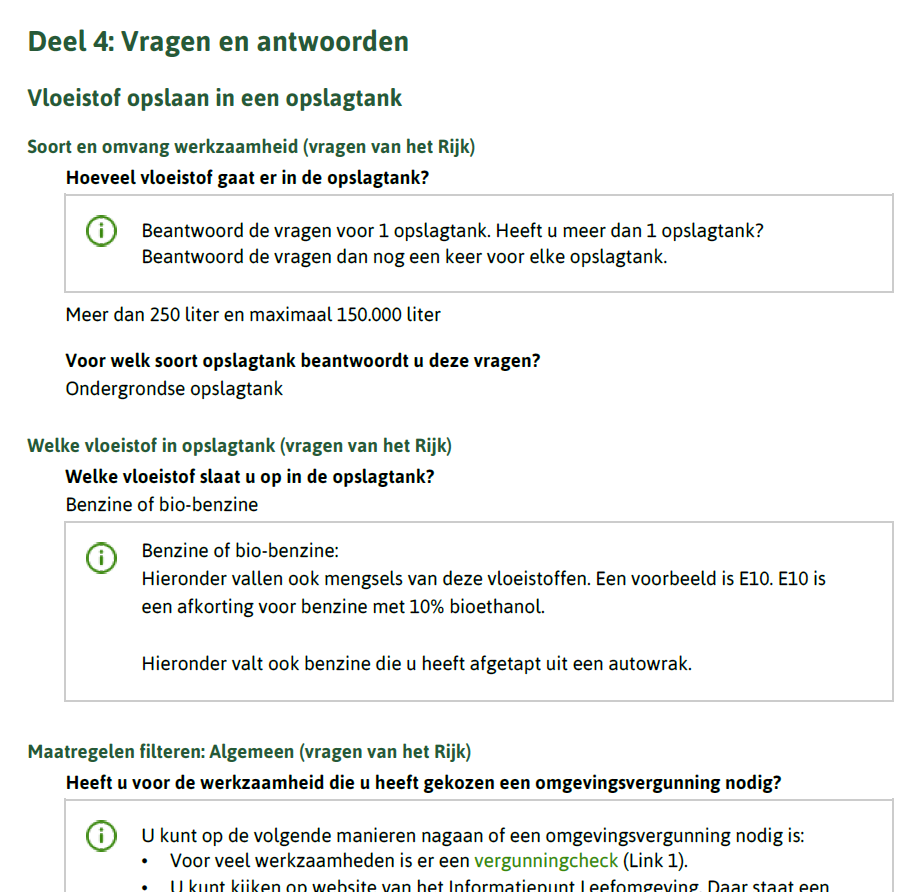 Deel 4: Vragen en antwoorden
Vloeistof opslaan in een opslagtank
Soort en omvang werkzaamheid (vragen van het Rijk)
Hoeveel vloeistof gaat er in de opslagtank?
Beantwoord de vragen voor 1 opslagtank. Heeft u meer dan 1 opslagtank?
Beantwoord de vragen dan nog een keer voor elke opslagtank.
Meer dan 250 liter en maximaal 150.000 liter
Voor welk soort opslagtank beantwoordt u deze vragen?
Ondergrondse opslagtank
Welke vloeistof in opslagtank (vragen van het Rijk)
Welke vloeistof slaat u op in de opslagtank?
Benzine of bio-benzine
Benzine of bio-benzine:
Hieronder vallen ook mengsels van deze vloeistoffen. Een voorbeeld is E10. E10 is
een afkorting voor benzine met 10% bioethanol.
Hieronder valt ook benzine die u heeft afgetapt uit een autowrak.
Maatregelen filteren: Algemeen (vragen van het Rijk)
Heeft u voor de werkzaamheid die u heeft gekozen een omgevingsvergunning nodig?
U kunt op de volgende manieren nagaan of een omgevingsvergunning nodig is:
• Voor veel werkzaamheden is er een vergunningcheck (Link 1).
• U kunt kijken op website van het Informatiepunt Leefomgeving. Daar staat een